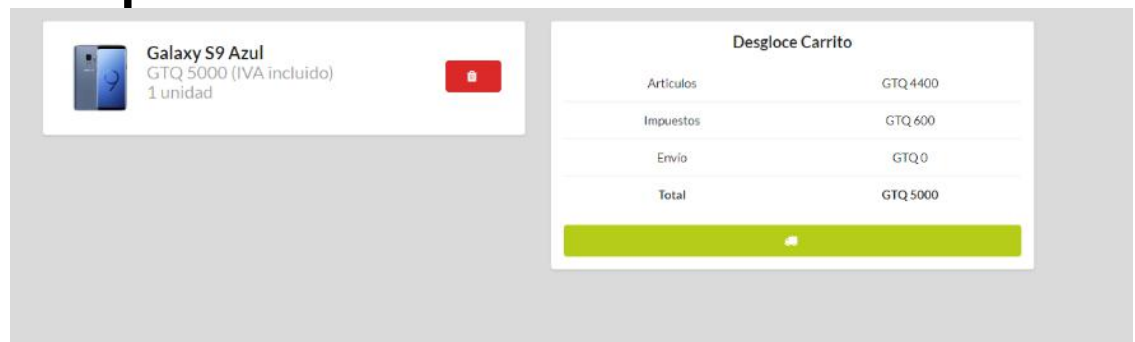 Galaxy S9 Azul
GTQ 5000 (IVA incluido)
1 unidad
Desgloce Carrito
Artículos GTQ 4400
Impuestos GTQ 600
Envío GTQ 0
Total GTQ 5000